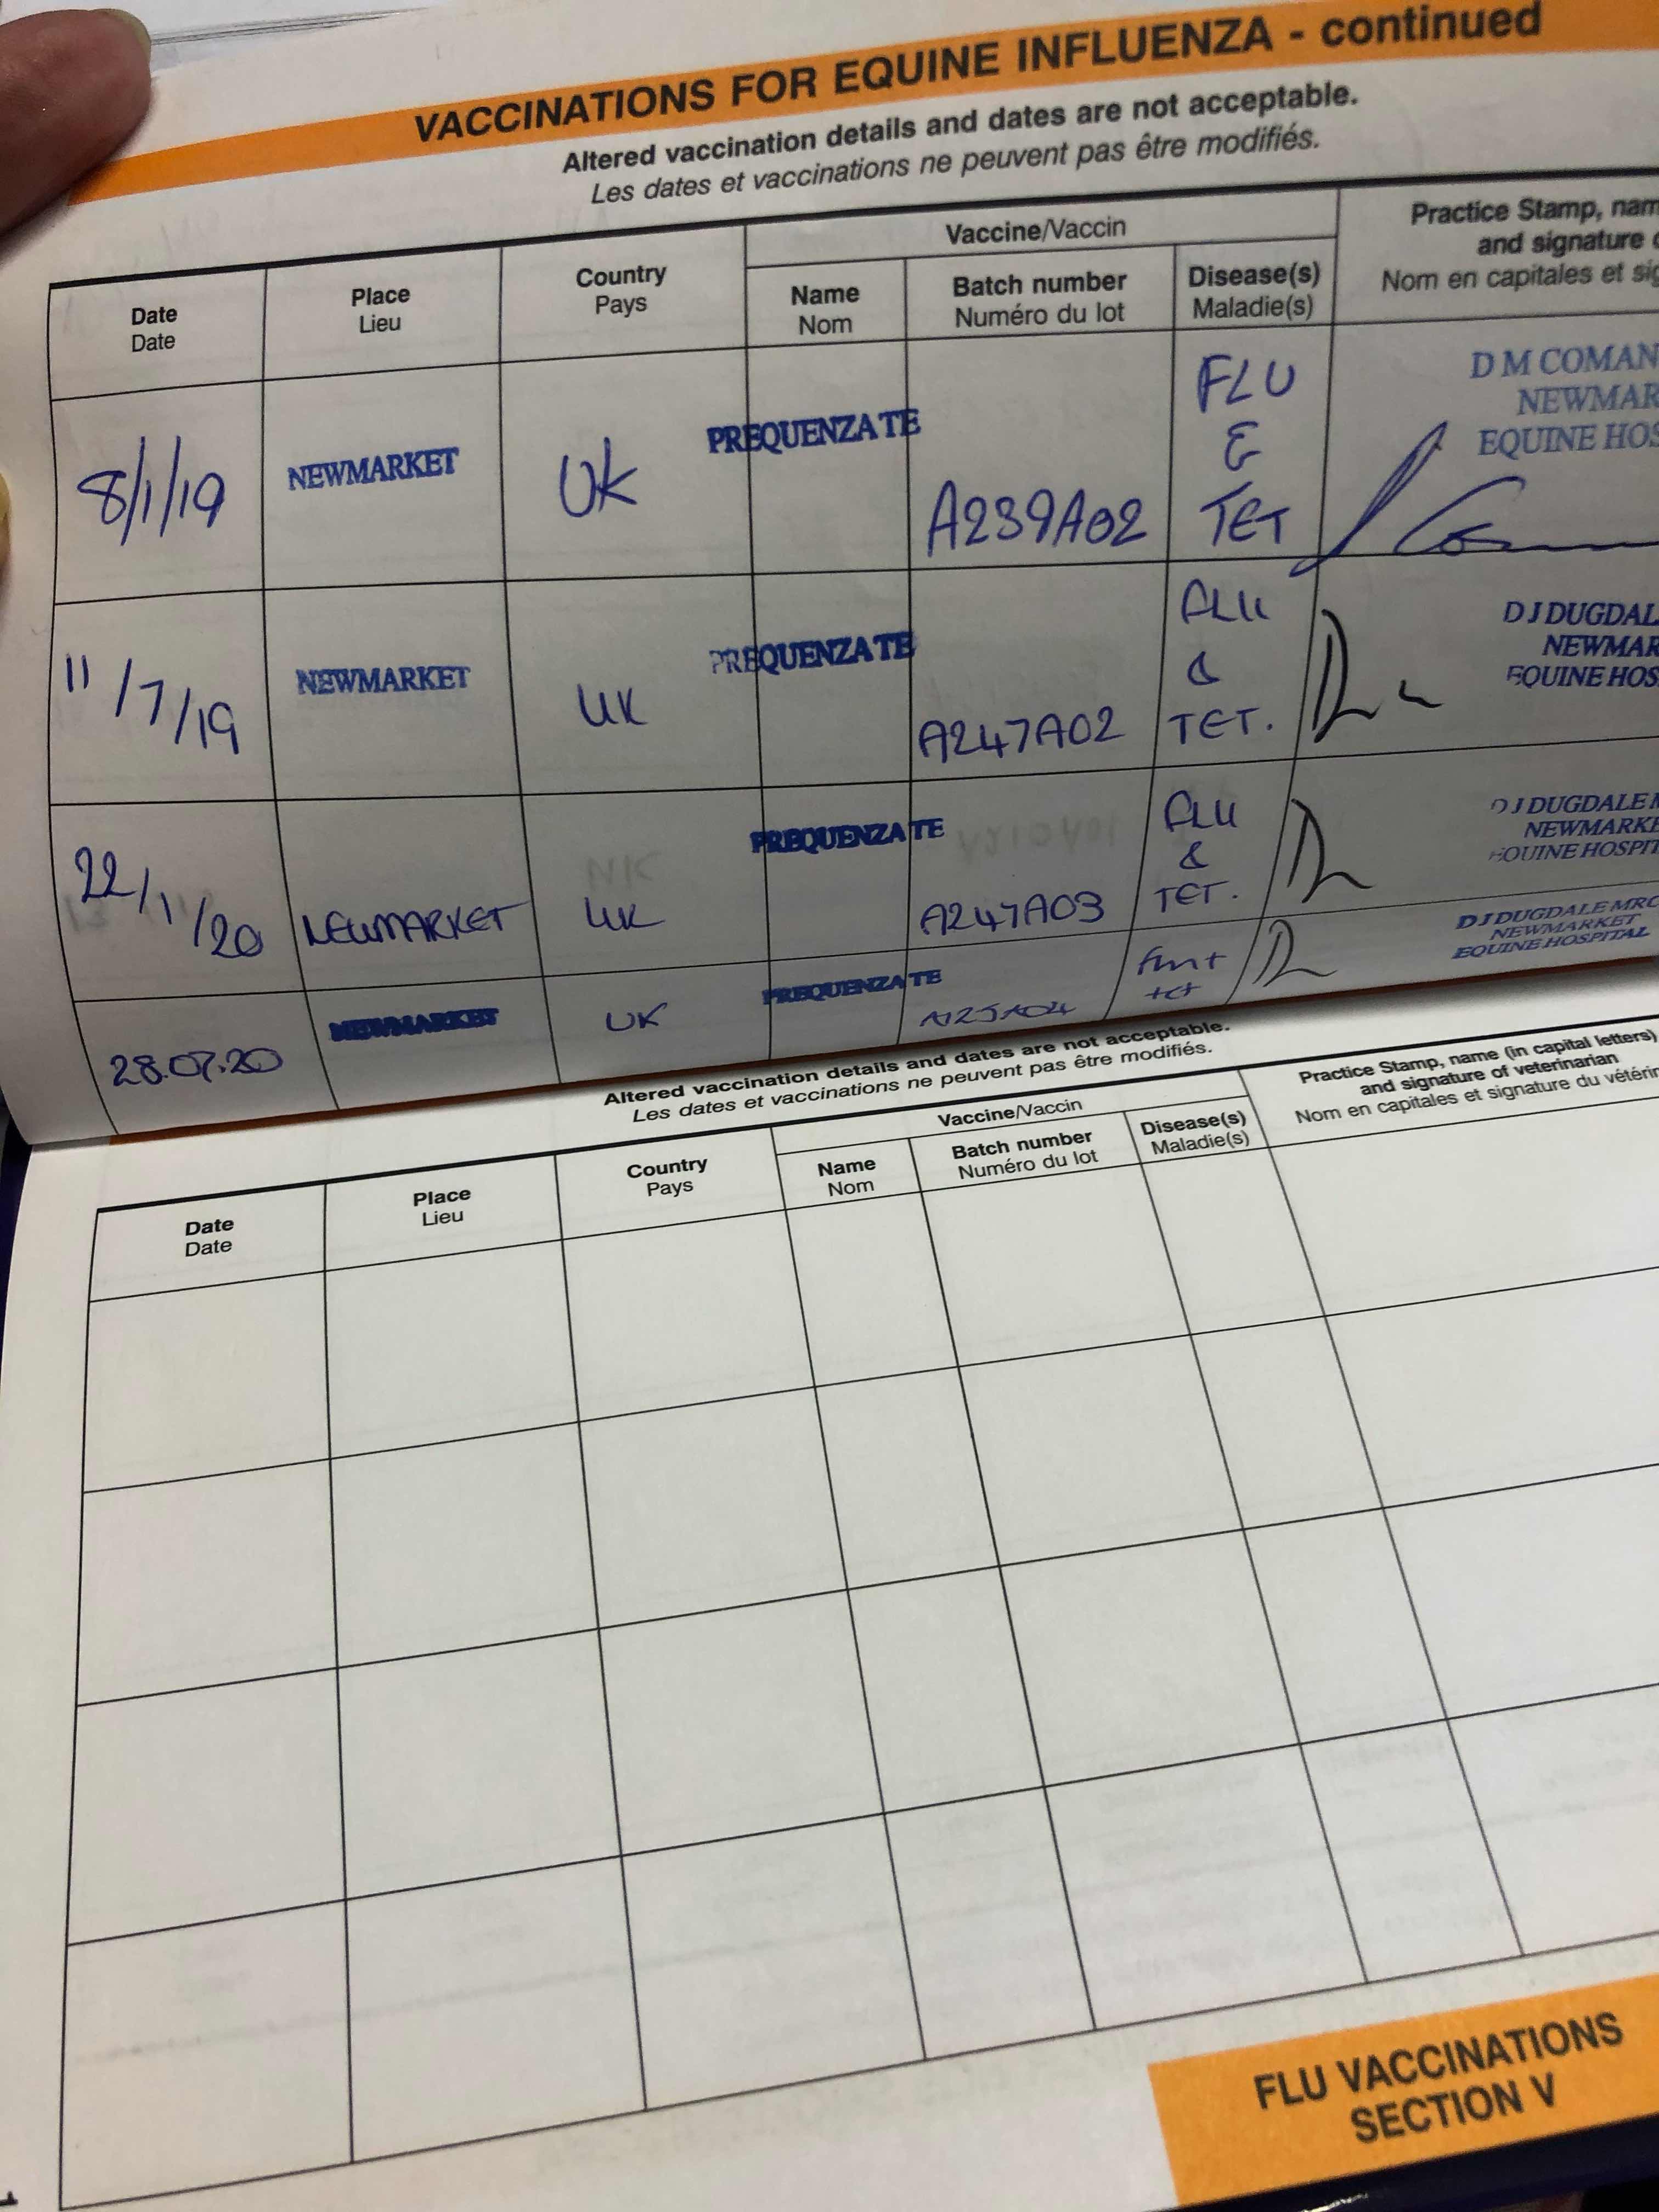 VACCINATIONS FOR EQUINE INFLUENZA - continued
Altered vaccination details and dates are not acceptable.
Les dates et vaccinations ne peuvent pas être modifiés.
Vaccine/Vaccin
Practice Stamp, nam
and signature
Nom en capitales et sig
Date
Date
Place
Lieu
Country
Pays
Name
Nom
Batch number
Numéro du lot
Disease(s)
Maladie(s)
8/1/19
NEWMARKET
UK
PREQUENZA TE
A239A02
FLU
&
TET
D M COMAN
NEWMAR
EQUINE HOS
11/7/19
NEWMARKET
UK
PREQUENZA TE
A247A02
FLU
&
TET.
D J DUGDAL
NEWMAR
EQUINE HOS
22/1/20
NEWMARKET
UK
PREQUENZA TE
A247A03
FLU
&
TET.
D J DUGDALE M
NEWMARKE
EQUINE HOSPIT
28.07.20
NEWMARKET
UK
PREQUENZA TE
tet
D J DUGDALE MRC
NEWMARKET
EQUINE HOSPITAL
Altered vaccination details and dates are not acceptable.
Les dates et vaccinations ne peuvent pas être modifiés.
Vaccine/Vaccin
Practice Stamp, name (in capital letters)
and signature of veterinarian
Nom en capitales et signature du vétérin
Date
Date
Place
Lieu
Country
Pays
Name
Nom
Batch number
Numéro du lot
Disease(s)
Maladie(s)
FLU VACCINATIONS
SECTION V